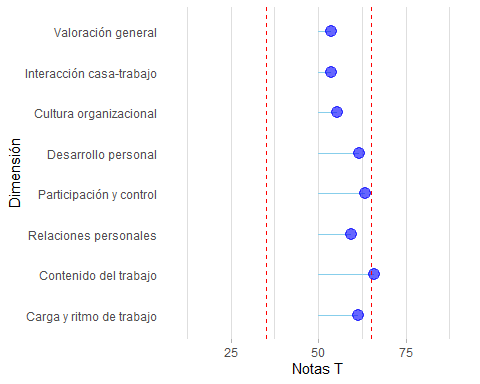 Valoración general
Interacción casa-trabajo
Cultura organizacional
Desarrollo personal
Participación y control
Relaciones personales
Contenido del trabajo
Carga y ritmo de trabajo
Dimensión
25 50 75
Notas T